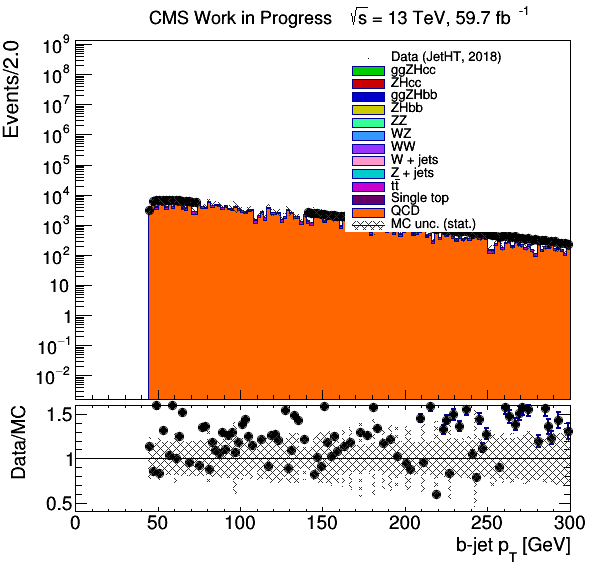 CMS Work in Progress √s = 13 TeV, 59.7 fb⁻¹
Events/2.0
10⁹
10⁸
10⁷
10⁶
10⁵
10⁴
10³
10²
10
1
10⁻¹
10⁻²
Data (JetHT, 2018)
ggZHcc
ZHcc
ggZHbb
ZHbb
ZZ
WZ
WW
W + jets
Z + jets
tt̄
Single top
QCD
MC unc. (stat.)
Data/MC
1.5
1
0.5
0 50 100 150 200 250 300
b-jet p_T [GeV]